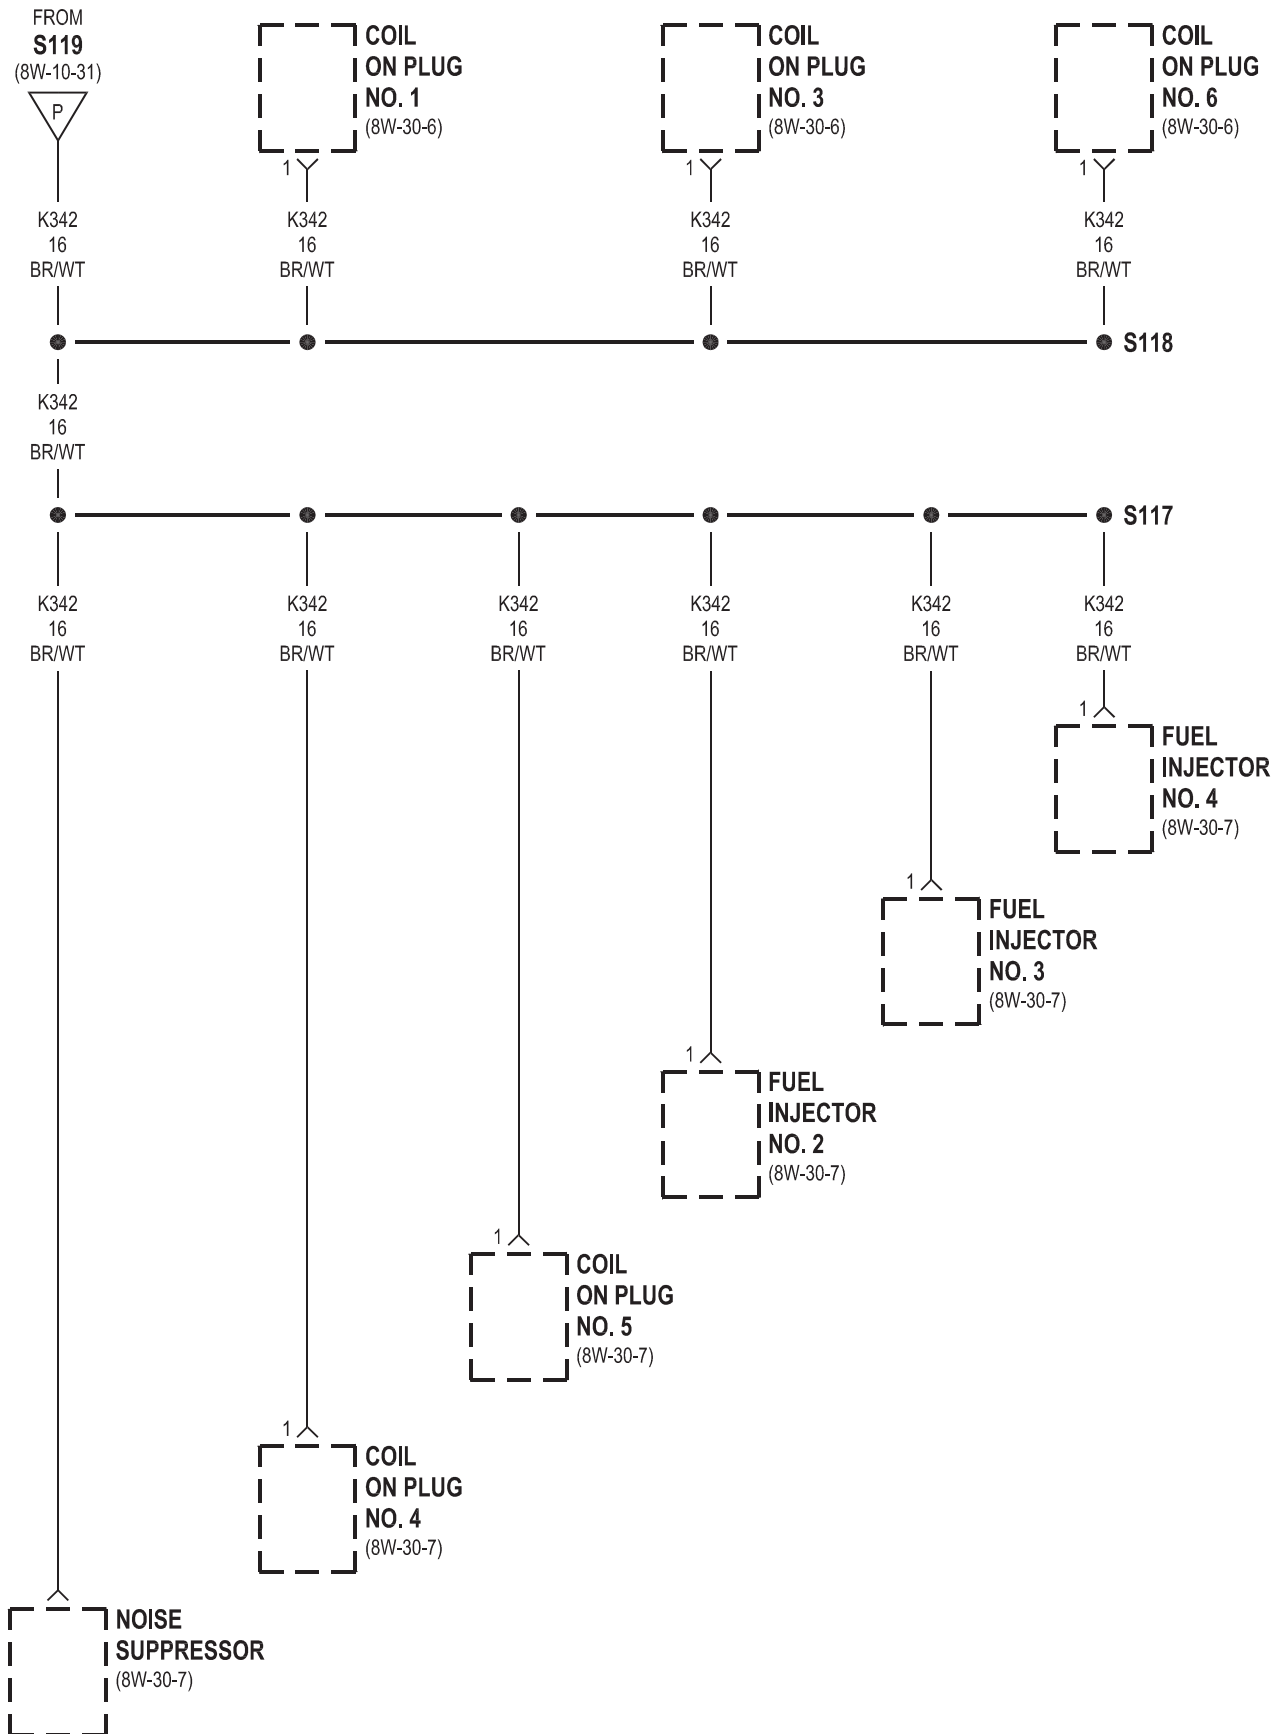 FROM
S119
(8W-10-31)
P
COIL
ON PLUG
NO. 1
(8W-30-6)
COIL
ON PLUG
NO. 3
(8W-30-6)
COIL
ON PLUG
NO. 6
(8W-30-6)
1
1
1
K342
16
BR/WT
K342
16
BR/WT
K342
16
BR/WT
K342
16
BR/WT
S118
K342
16
BR/WT
S117
K342
16
BR/WT
K342
16
BR/WT
K342
16
BR/WT
K342
16
BR/WT
K342
16
BR/WT
K342
16
BR/WT
1
FUEL
INJECTOR
NO. 4
(8W-30-7)
1
FUEL
INJECTOR
NO. 3
(8W-30-7)
1
FUEL
INJECTOR
NO. 2
(8W-30-7)
1
COIL
ON PLUG
NO. 5
(8W-30-7)
1
COIL
ON PLUG
NO. 4
(8W-30-7)
NOISE
SUPPRESSOR
(8W-30-7)